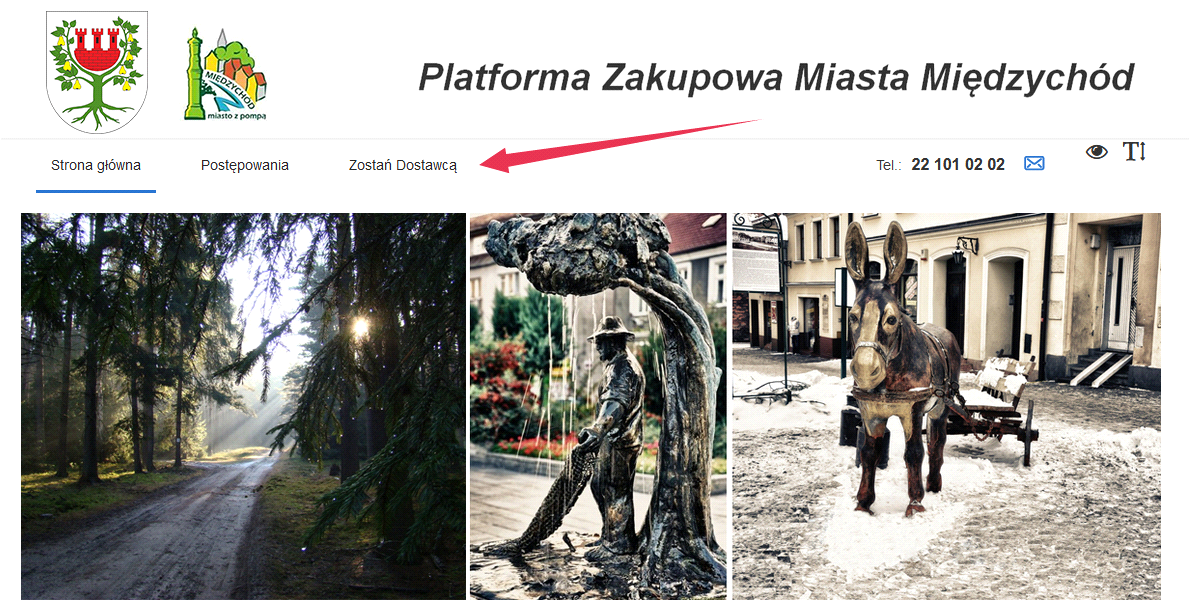 MIĘDZYCHÓD
miasto z pompą
Platforma Zakupowa Miasta Międzychód
Strona główna
Postępowania
Zostań Dostawcą
Tel.: 22 101 02 02
T